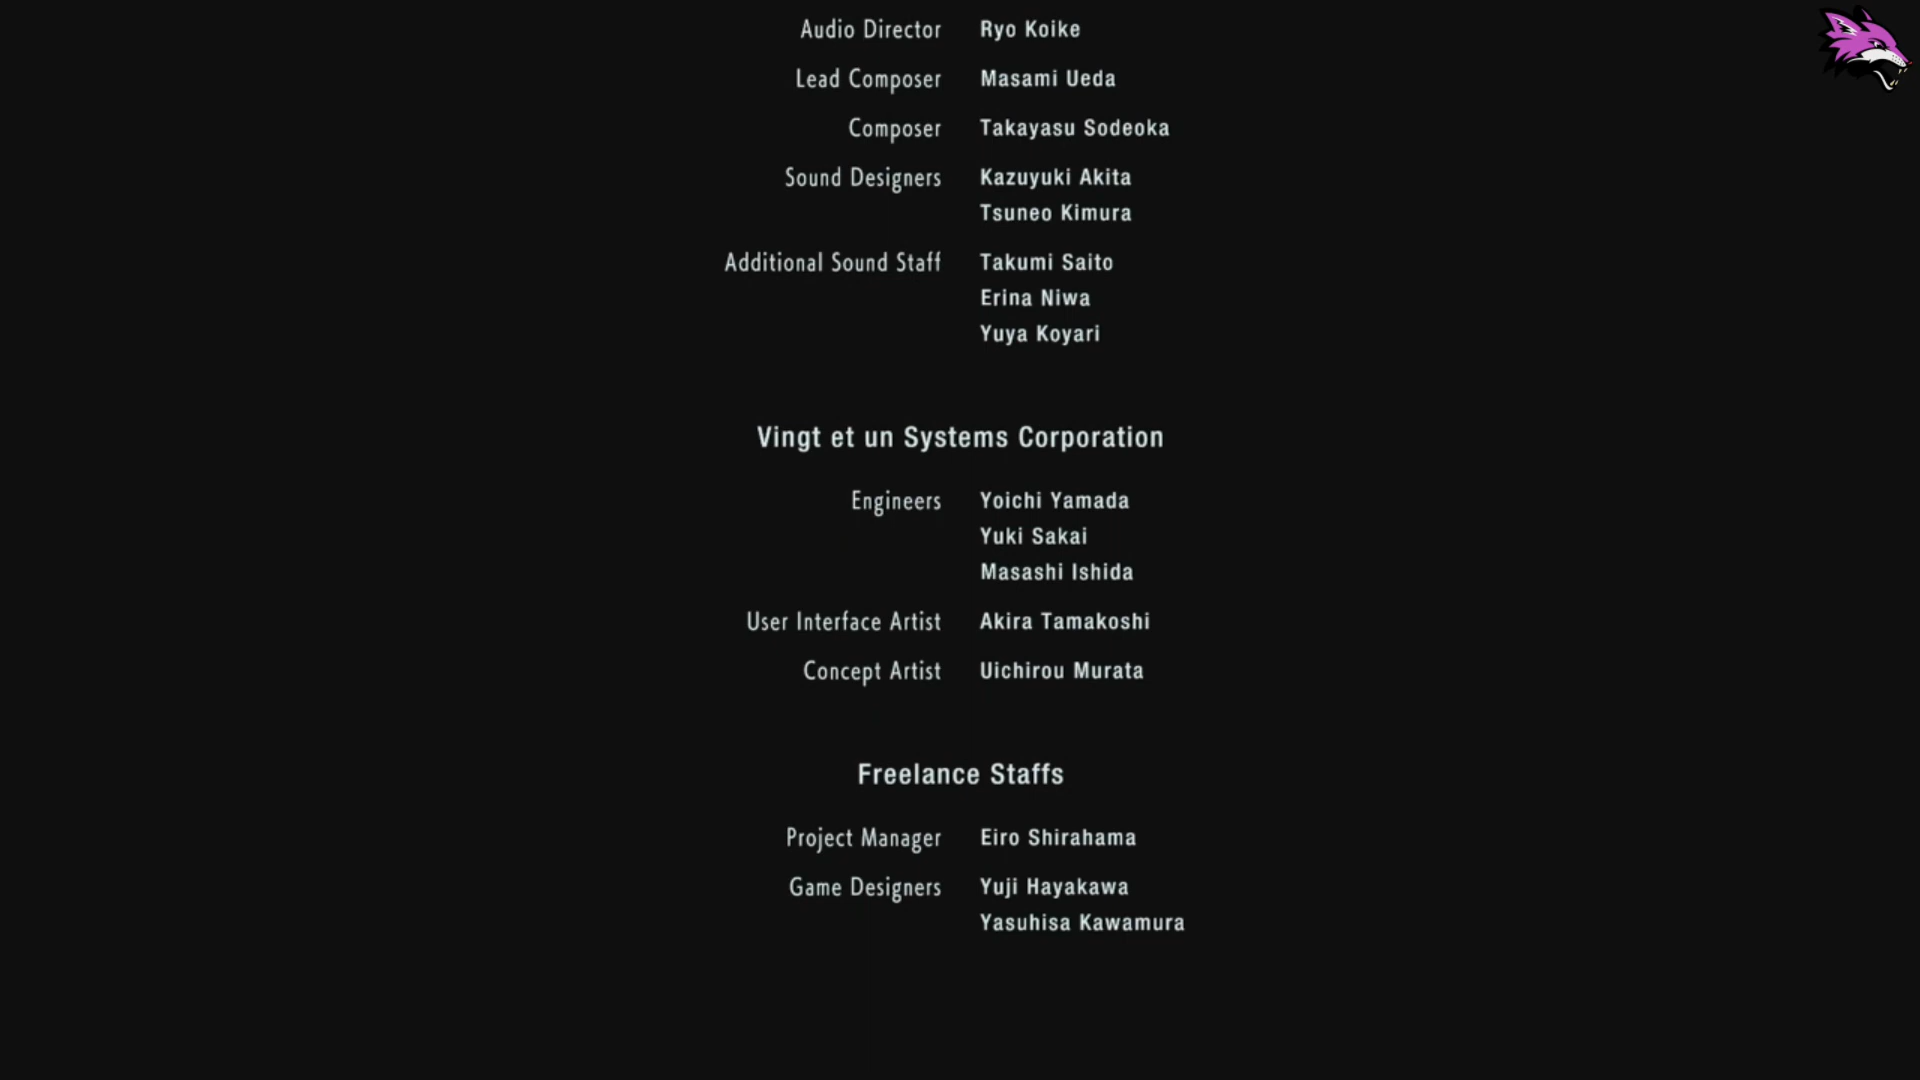 Audio Director Ryo Koike
Lead Composer Masami Ueda
Composer Takayasu Sodeoka
Sound Designers Kazuyuki Akita
Tsuneo Kimura
Additional Sound Staff Takumi Saito
Erina Niwa
Yuya Koyari
Vingt et un Systems Corporation
Engineers Yoichi Yamada
Yuki Sakai
Masashi Ishida
User Interface Artist Akira Tamakoshi
Concept Artist Uichirou Murata
Freelance Staffs
Project Manager Eiro Shirahama
Game Designers Yuji Hayakawa
Yasuhisa Kawamura